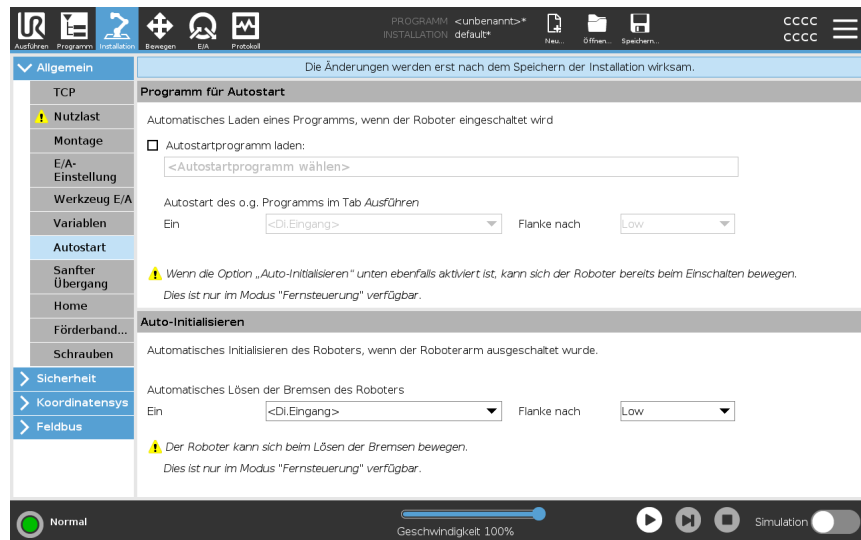 PROGRAMM <unbenannt>*
INSTALLATION default*
cccc
cccc
Ausführen Programm Installation Bewegen E/A Protokoll Neu... Öffnen... Speichern...
Allgemein
Die Änderungen werden erst nach dem Speichern der Installation wirksam.
TCP
Nutzlast
Montage
E/A-
Einstellung
Werkzeug E/A
Variablen
Autostart
Sanfter
Übergang
Home
Förderband...
Schrauben
Sicherheit
Koordinatensys
Feldbus
Programm für Autostart
Automatisches Laden eines Programms, wenn der Roboter eingeschaltet wird
Autostartprogramm laden:
<Autostartprogramm wählen>
Autostart des o.g. Programms im Tab Ausführen
Ein <Di.Eingang> Flanke nach Low
Wenn die Option „Auto-Initialisieren" unten ebenfalls aktiviert ist, kann sich der Roboter bereits beim Einschalten bewegen.
Dies ist nur im Modus "Fernsteuerung" verfügbar.
Auto-Initialisieren
Automatisches Initialisieren des Roboters, wenn der Roboterarm ausgeschaltet wurde.
Automatisches Lösen der Bremsen des Roboters
Ein <Di.Eingang> Flanke nach Low
Der Roboter kann sich beim Lösen der Bremsen bewegen.
Dies ist nur im Modus "Fernsteuerung" verfügbar.
Normal
Geschwindigkeit 100%
Simulation